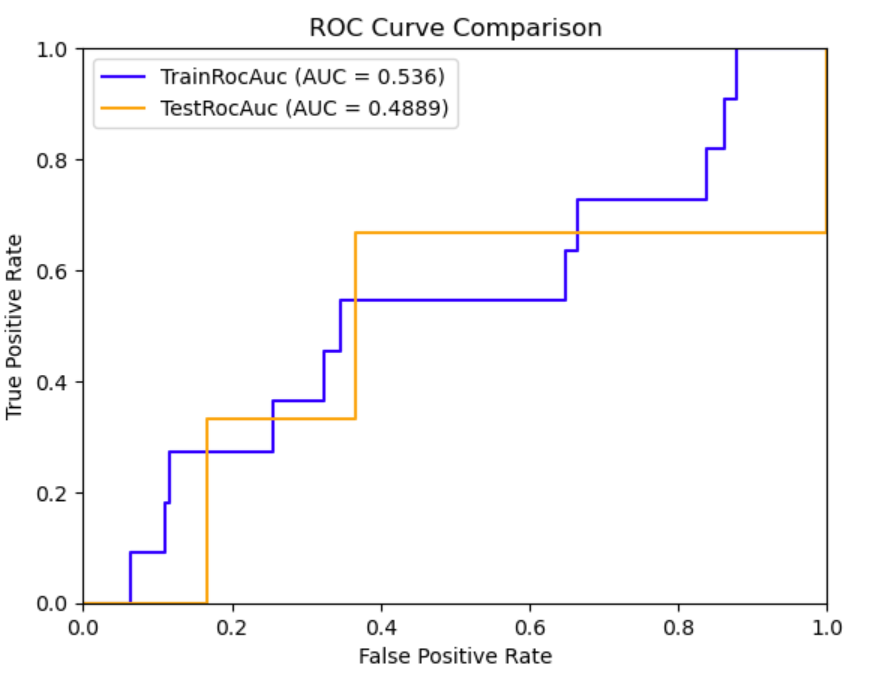 ROC Curve Comparison
TrainRocAuc (AUC = 0.536)
TestRocAuc (AUC = 0.4889)
True Positive Rate
1.0
0.8
0.6
0.4
0.2
0.0
0.0 0.2 0.4 0.6 0.8 1.0
False Positive Rate